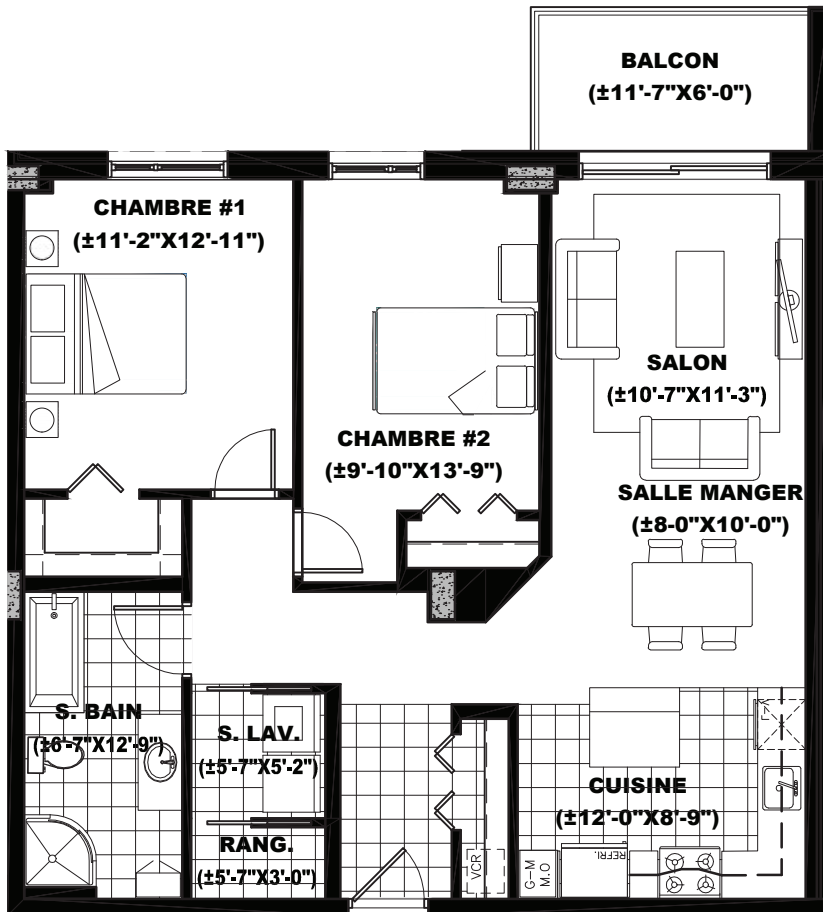 BALCON
(±11'-7"X6'-0")
CHAMBRE #1
(±11'-2"X12'-11")
CHAMBRE #2
(±9'-10"X13'-9")
SALON
(±10'-7"X11'-3")
SALLE MANGER
(±8-0"X10'-0")
S. BAIN
(±6'-7"X12'-9")
S. LAV.
(±5'-7"X5'-2")
RANG.
(±5'-7"X3'-0")
CUISINE
(±12'-0"X8'-9")
VCR
G-M
M.O
REFRI.